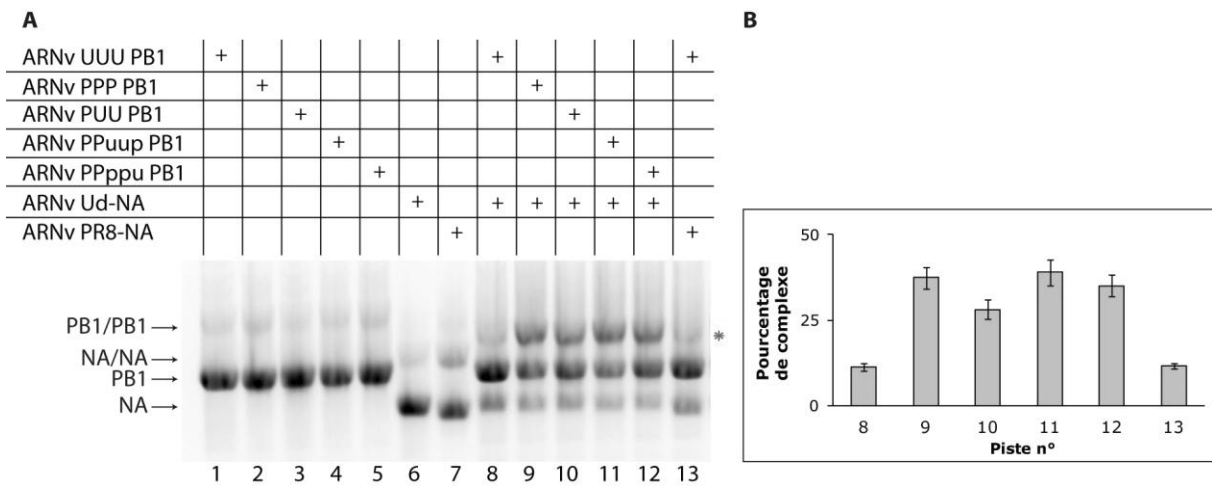 A
ARNv UUU PB1 + + +
ARNv PPP PB1 + +
ARNv PUU PB1 + +
ARNv PPuup PB1 + +
ARNv PPppu PB1 + +
ARNv Ud-NA + + + + + +
ARNv PR8-NA + +
PB1/PB1
NA/NA
PB1
NA
*
1 2 3 4 5 6 7 8 9 10 11 12 13
B
Pourcentage
de complexe
50
25
0
8 9 10 11 12 13
Piste n°